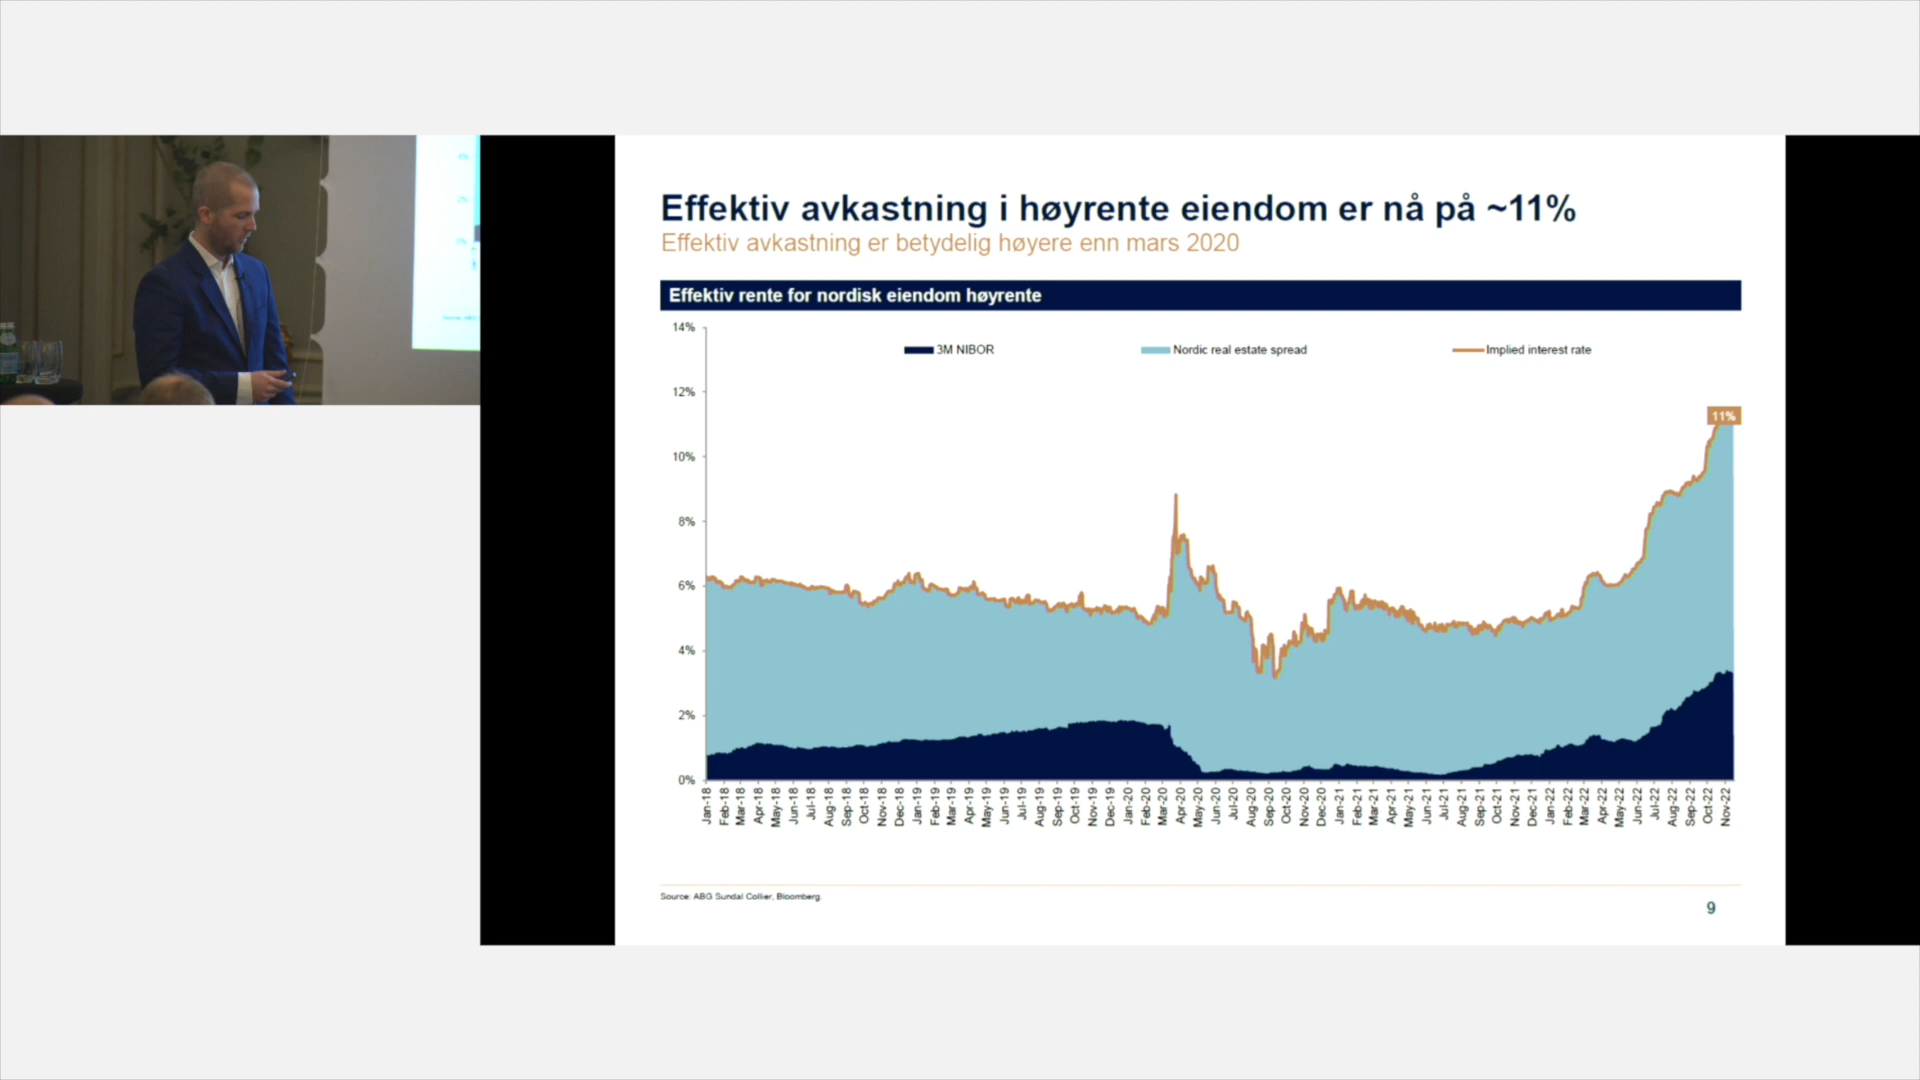 Effektiv avkastning i høyrente eiendom er nå på ~11%
Effektiv avkastning er betydelig høyere enn mars 2020
Effektiv rente for nordisk eiendom høyrente
14%
3M NIBOR
Nordic real estate spread
Implied interest rate
12%
11%
10%
8%
6%
4%
2%
0%
Jan-18
Feb-18
Mar-18
Apr-18
May-18
Jun-18
Jul-18
Aug-18
Sep-18
Oct-18
Nov-18
Dec-18
Jan-19
Feb-19
Mar-19
Apr-19
May-19
Jun-19
Jul-19
Aug-19
Sep-19
Oct-19
Nov-19
Dec-19
Jan-20
Feb-20
Mar-20
Apr-20
May-20
Jun-20
Jul-20
Aug-20
Sep-20
Oct-20
Nov-20
Dec-20
Jan-21
Feb-21
Mar-21
Apr-21
May-21
Jun-21
Jul-21
Aug-21
Sep-21
Oct-21
Nov-21
Dec-21
Jan-22
Feb-22
Mar-22
Apr-22
May-22
Jun-22
Jul-22
Aug-22
Sep-22
Oct-22
Nov-22
Source: ABG Sundal Collier, Bloomberg.
9